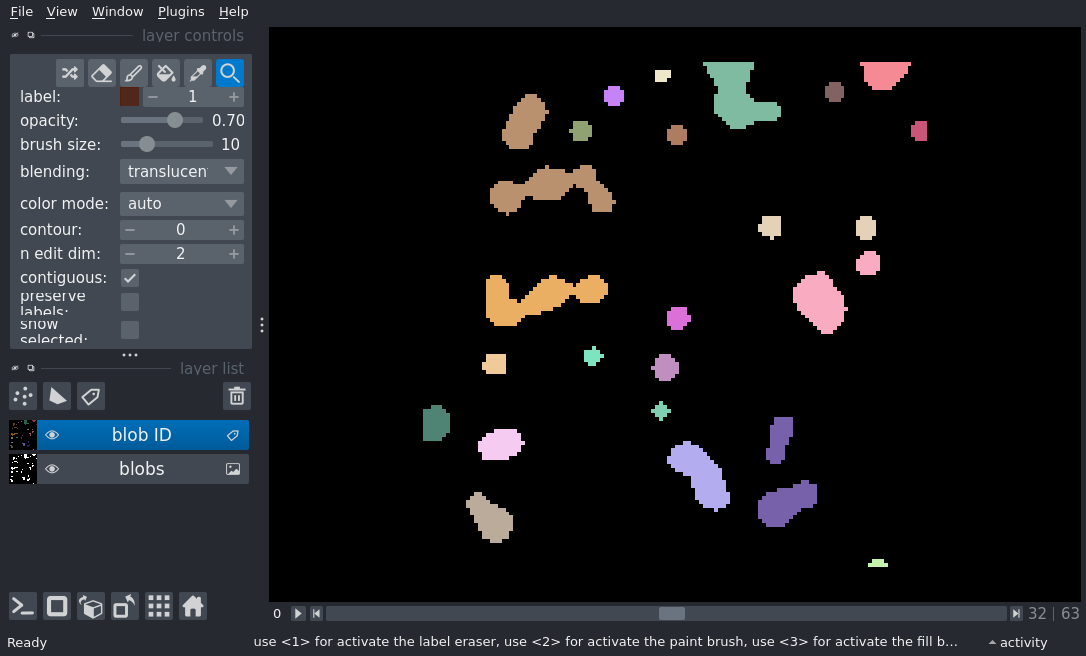 File View Window Plugins Help
layer controls
label: 1
opacity: 0.70
brush size: 10
blending: translucen
color mode: auto
contour: 0
n edit dim: 2
contiguous:
preserve
labels:
show
selected:
layer list
blob ID
blobs
0 32 | 63
Ready use <1> for activate the label eraser, use <2> for activate the paint brush, use <3> for activate the fill b... activity